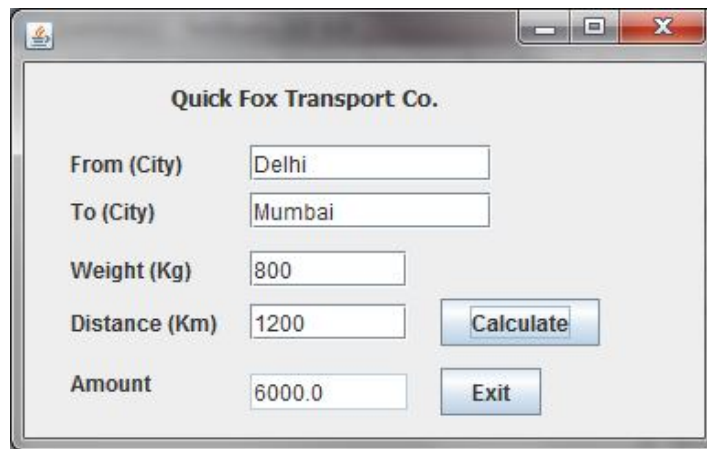 Quick Fox Transport Co.
From (City) Delhi
To (City) Mumbai
Weight (Kg) 800
Distance (Km) 1200 Calculate
Amount 6000.0 Exit